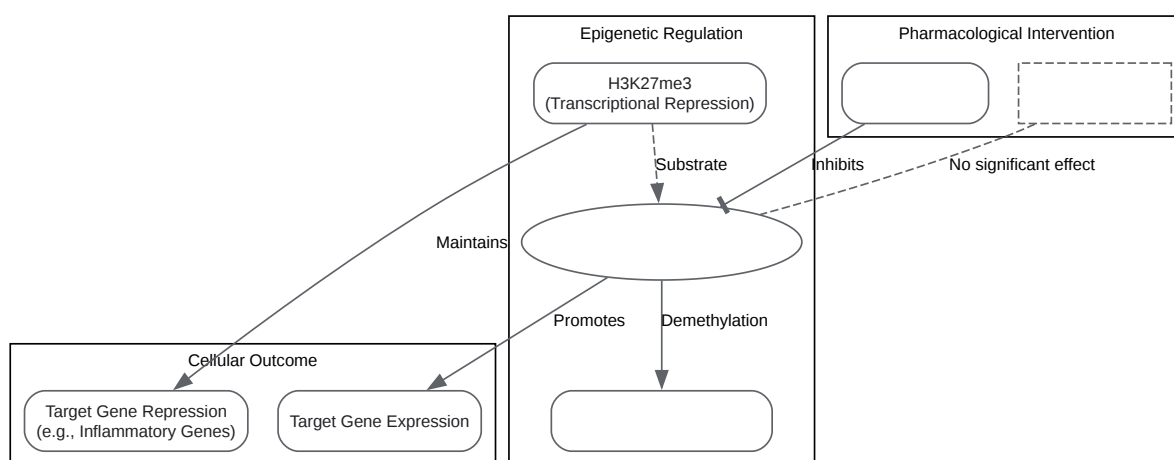 Epigenetic Regulation
Pharmacological Intervention
H3K27me3
(Transcriptional Repression)
Substrate
Inhibits
No significant effect
Maintains
Promotes
Demethylation
Cellular Outcome
Target Gene Repression
(e.g., Inflammatory Genes)
Target Gene Expression